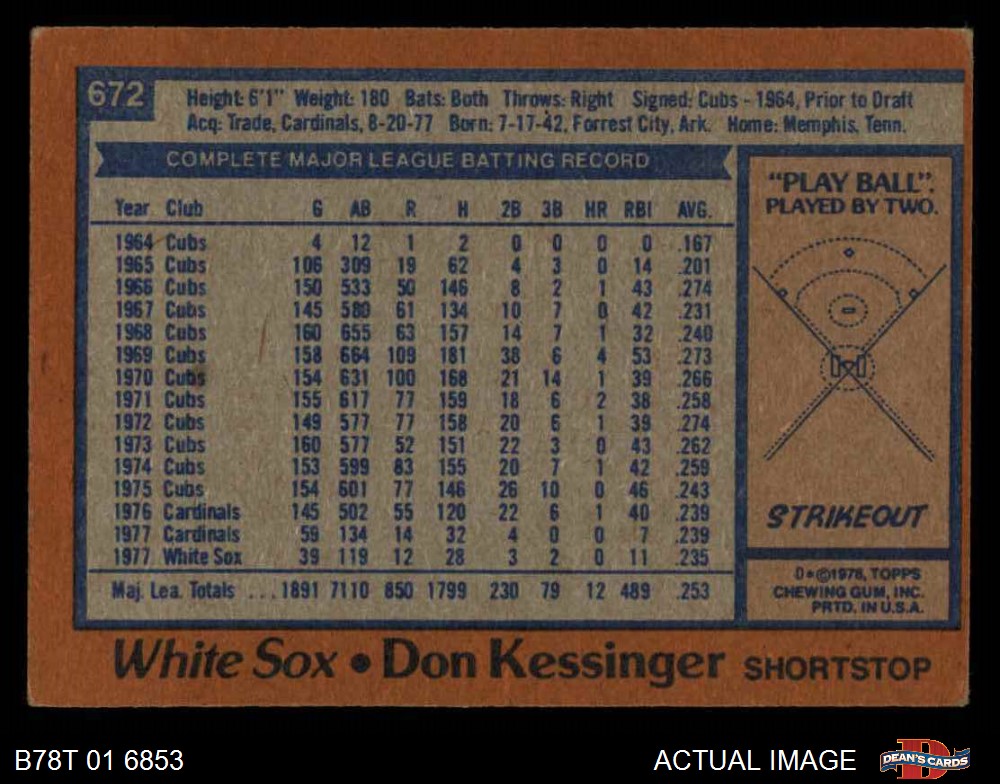 672
Height: 6'1" Weight: 180 Bats: Both Throws: Right Signed: Cubs - 1964, Prior to Draft
Acq: Trade, Cardinals, 8-20-77 Born: 7-17-42, Forrest City, Ark. Home: Memphis, Tenn.
COMPLETE MAJOR LEAGUE BATTING RECORD
Year Club G AB R H 2B 3B HR RBI AVG.
1964 Cubs 4 12 1 2 0 0 0 0 .167
1965 Cubs 106 309 19 62 4 3 0 14 .201
1966 Cubs 150 533 50 146 8 2 1 43 .274
1967 Cubs 145 580 61 134 10 7 0 42 .231
1968 Cubs 160 655 63 157 14 7 1 32 .240
1969 Cubs 158 664 109 181 38 6 4 53 .273
1970 Cubs 154 631 100 168 21 14 1 39 .266
1971 Cubs 155 617 77 159 18 6 2 38 .258
1972 Cubs 149 577 77 158 20 6 1 39 .274
1973 Cubs 160 577 52 151 22 3 0 43 .262
1974 Cubs 153 599 83 155 20 7 1 42 .259
1975 Cubs 154 601 77 146 26 10 0 46 .243
1976 Cardinals 145 502 55 120 22 6 1 40 .239
1977 Cardinals 59 134 14 32 4 0 0 7 .239
1977 White Sox 39 119 12 28 3 2 0 11 .235
Maj. Lea. Totals ...1891 7110 850 1799 230 79 12 489 .253
"PLAY BALL".
PLAYED BY TWO.
STRIKEOUT
D*©1978, TOPPS
CHEWING GUM, INC.
PRTD. IN U.S.A.
White Sox • Don Kessinger SHORTSTOP
B78T 01 6853
ACTUAL IMAGE
D
DEAN'S CARDS